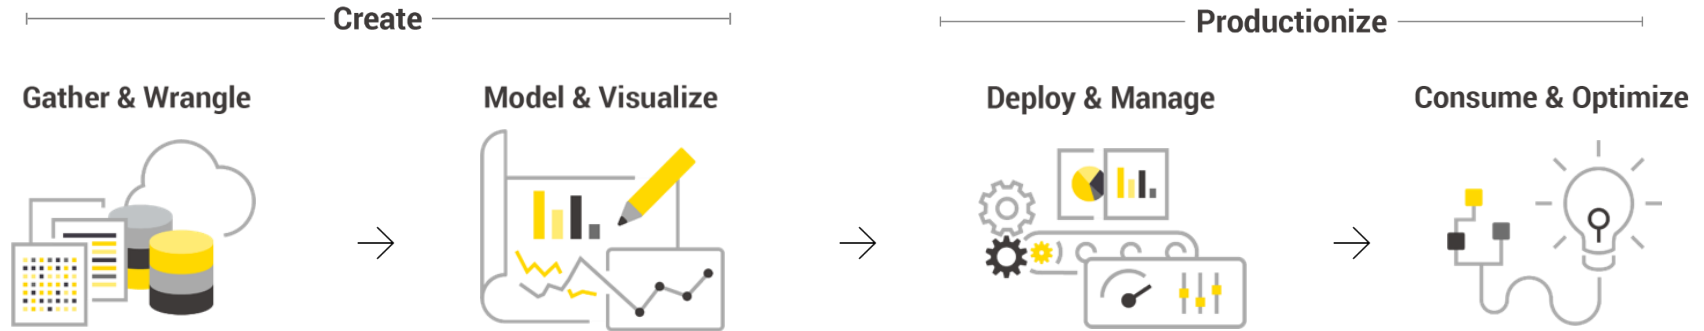 Create
Productionize
Gather & Wrangle
Model & Visualize
Deploy & Manage
Consume & Optimize